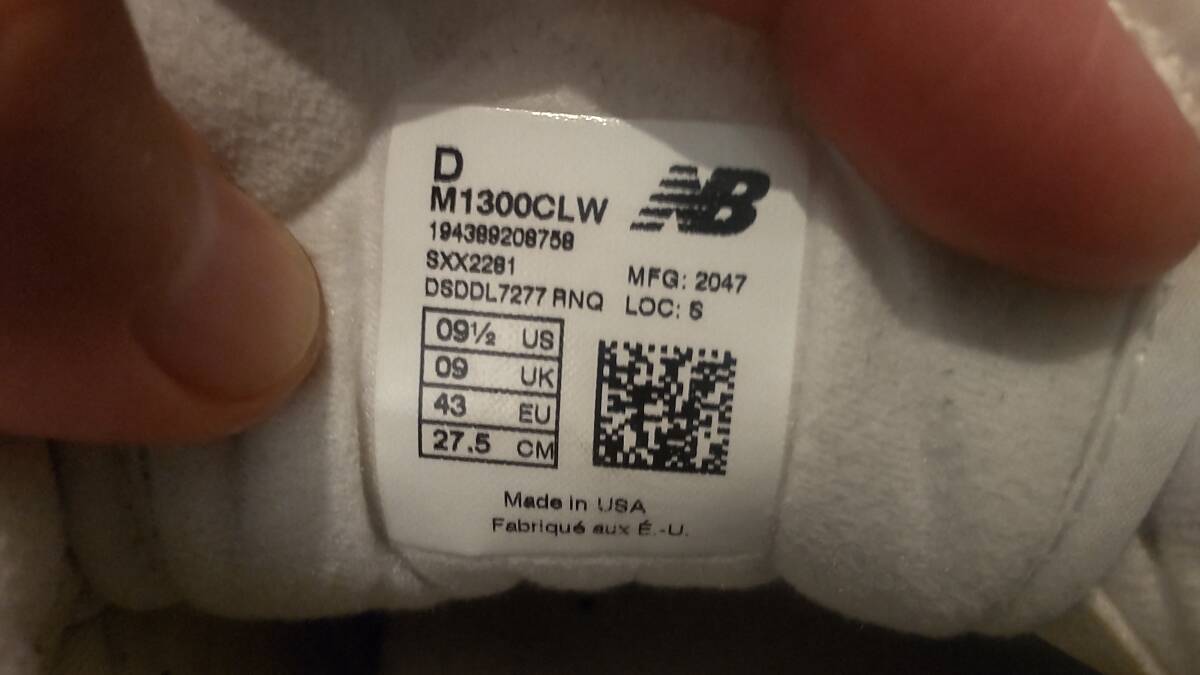 D
M1300CLW
NB
194389208758
SXX2281
DSDDL7277 RNQ
MFG: 2047
LOC: S
09½ US
09 UK
43 EU
27.5 CM
Made in USA
Fabriqué aux É.-U.